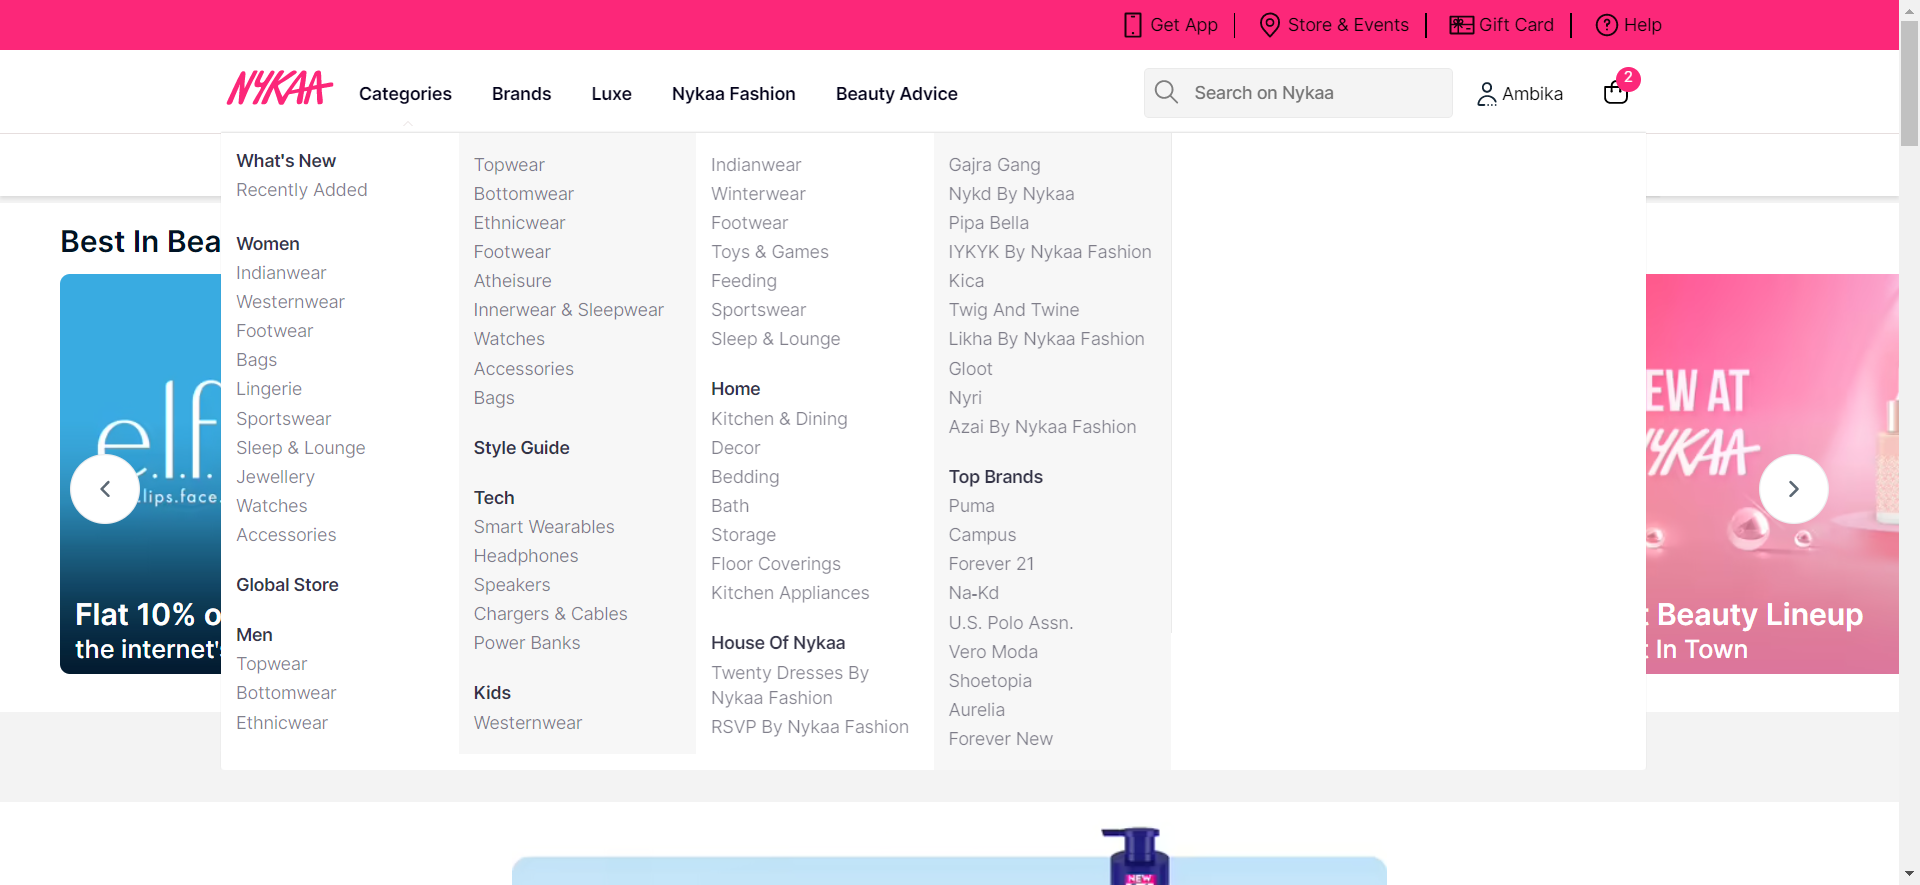 Get App
Store & Events
Gift Card
Help
NYKAA
Categories
Brands
Luxe
Nykaa Fashion
Beauty Advice
Search on Nykaa
Ambika
2
What's New
Recently Added
Women
Indianwear
Westernwear
Footwear
Bags
Lingerie
Sportswear
Sleep & Lounge
Jewellery
Watches
Accessories
Global Store
Men
Topwear
Bottomwear
Ethnicwear
Topwear
Bottomwear
Ethnicwear
Footwear
Atheisure
Innerwear & Sleepwear
Watches
Accessories
Bags
Style Guide
Tech
Smart Wearables
Headphones
Speakers
Chargers & Cables
Power Banks
Kids
Westernwear
Indianwear
Winterwear
Footwear
Toys & Games
Feeding
Sportswear
Sleep & Lounge
Home
Kitchen & Dining
Decor
Bedding
Bath
Storage
Floor Coverings
Kitchen Appliances
House Of Nykaa
Twenty Dresses By
Nykaa Fashion
RSVP By Nykaa Fashion
Gajra Gang
Nykd By Nykaa
Pipa Bella
IYKYK By Nykaa Fashion
Kica
Twig And Twine
Likha By Nykaa Fashion
Gloot
Nyri
Azai By Nykaa Fashion
Top Brands
Puma
Campus
Forever 21
Na-Kd
U.S. Polo Assn.
Vero Moda
Shoetopia
Aurelia
Forever New
Best In Bea
e.l.f.
lips.face.
Flat 10% o
the internet's
EW AT
NYKAA
t Beauty Lineup
t In Town
NEW